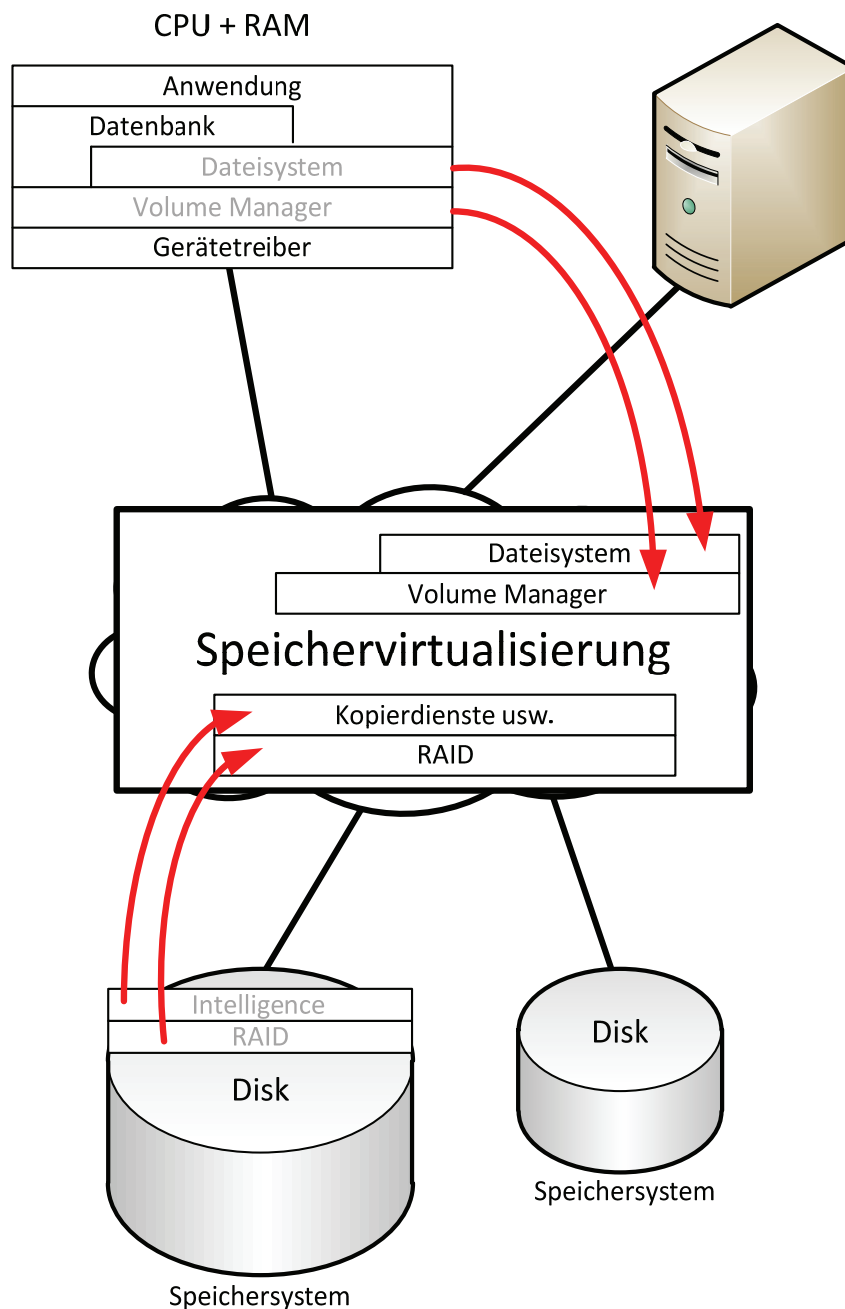 CPU + RAM
Anwendung
Datenbank
Dateisystem
Volume Manager
Gerätetreiber
Dateisystem
Volume Manager
Speichervirtualisierung
Kopierdienste usw.
RAID
Intelligence
RAID
Disk
Speichersystem
Disk
Speichersystem